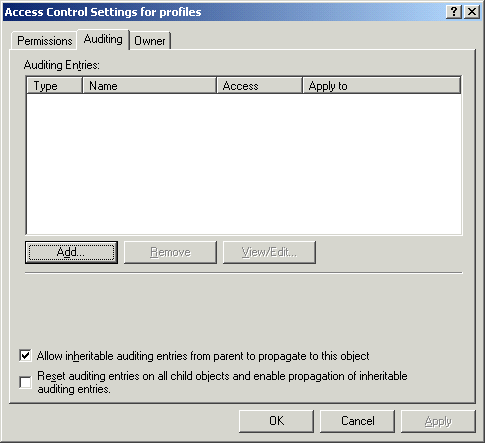 Access Control Settings for profiles
Permissions Auditing Owner
Auditing Entries:
Type Name Access Apply to
Add... Remove View/Edit...
Allow inheritable auditing entries from parent to propagate to this object
Reset auditing entries on all child objects and enable propagation of inheritable
auditing entries.
OK Cancel Apply